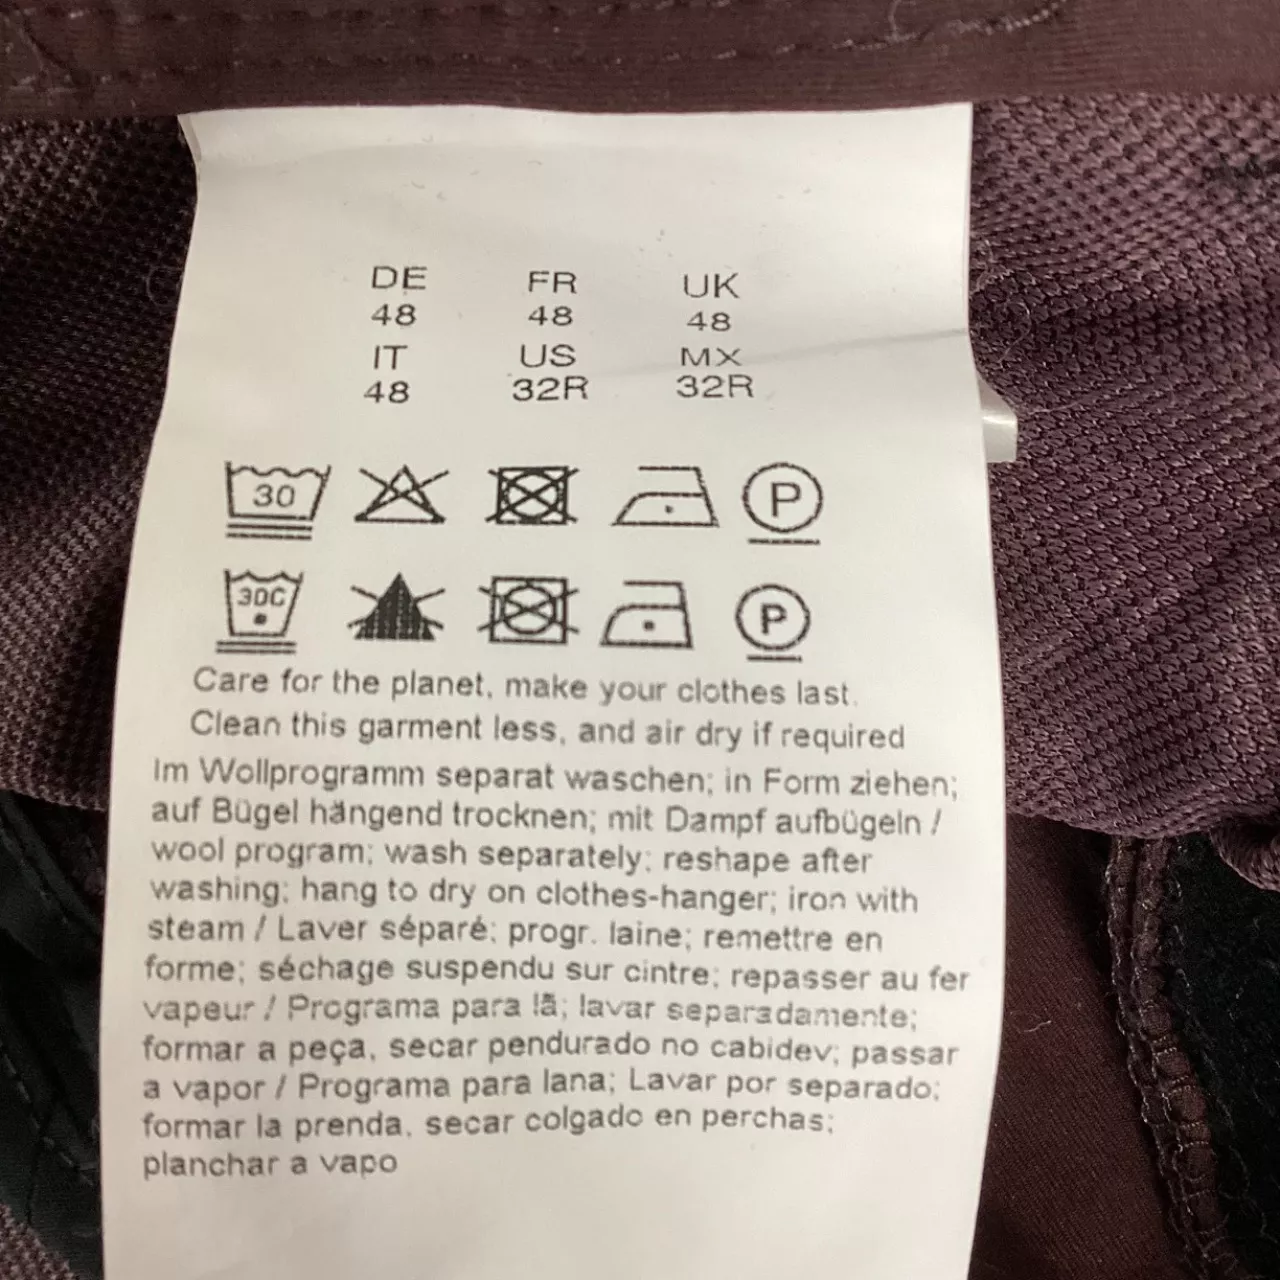 DE FR UK
48 48 48
IT US MX
48 32R 32R
30 P
30C P
Care for the planet, make your clothes last.
Clean this garment less, and air dry if required
Im Wollprogramm separat waschen; in Form ziehen;
auf Bügel hängend trocknen; mit Dampf aufbügeln /
wool program; wash separately; reshape after
washing; hang to dry on clothes-hanger; iron with
steam / Laver séparé; progr. laine; remettre en
forme; séchage suspendu sur cintre; repasser au fer
vapeur / Programa para lã; lavar separadamente;
formar a peça, secar pendurado no cabidev; passar
a vapor / Programa para lana; Lavar por separado;
formar la prenda, secar colgado en perchas;
planchar a vapo